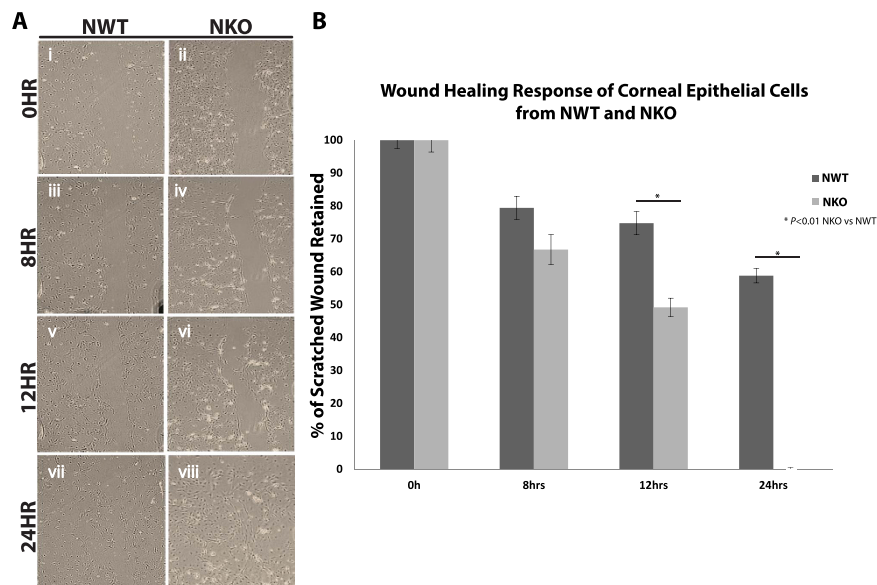 A
NWT NKO
0HR
i ii
8HR
iii iv
12HR
v vi
24HR
vii viii
B
Wound Healing Response of Corneal Epithelial Cells
from NWT and NKO
% of Scratched Wound Retained
100
90
80
70
60
50
40
30
20
10
0
0h 8hrs 12hrs 24hrs
*
*
NWT
NKO
* P<0.01 NKO vs NWT